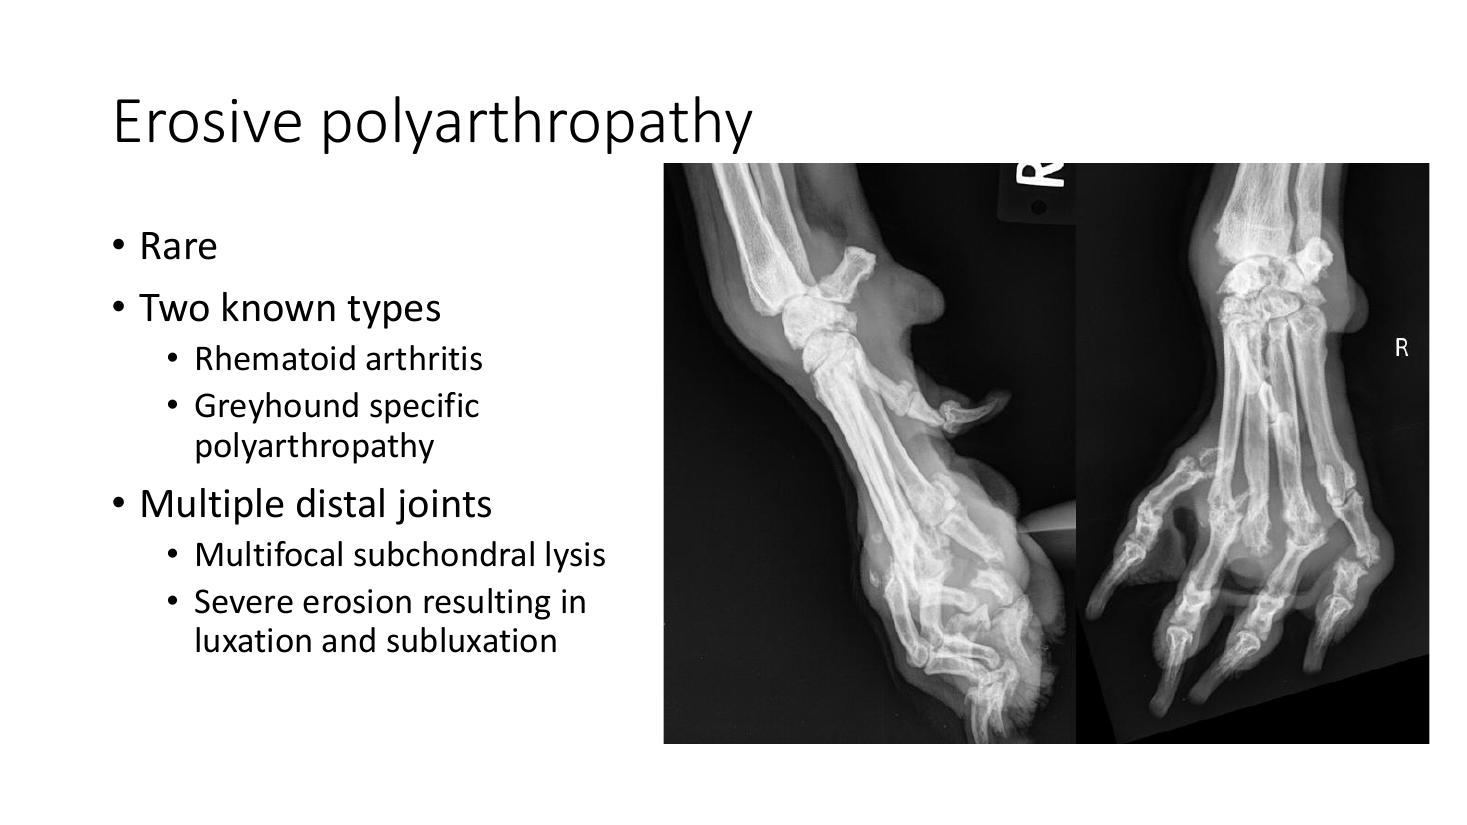 Erosive polyarthropathy
• Rare
• Two known types
• Rhematoid arthritis
• Greyhound specific
polyarthropathy
• Multiple distal joints
• Multifocal subchondral lysis
• Severe erosion resulting in
luxation and subluxation
R
R